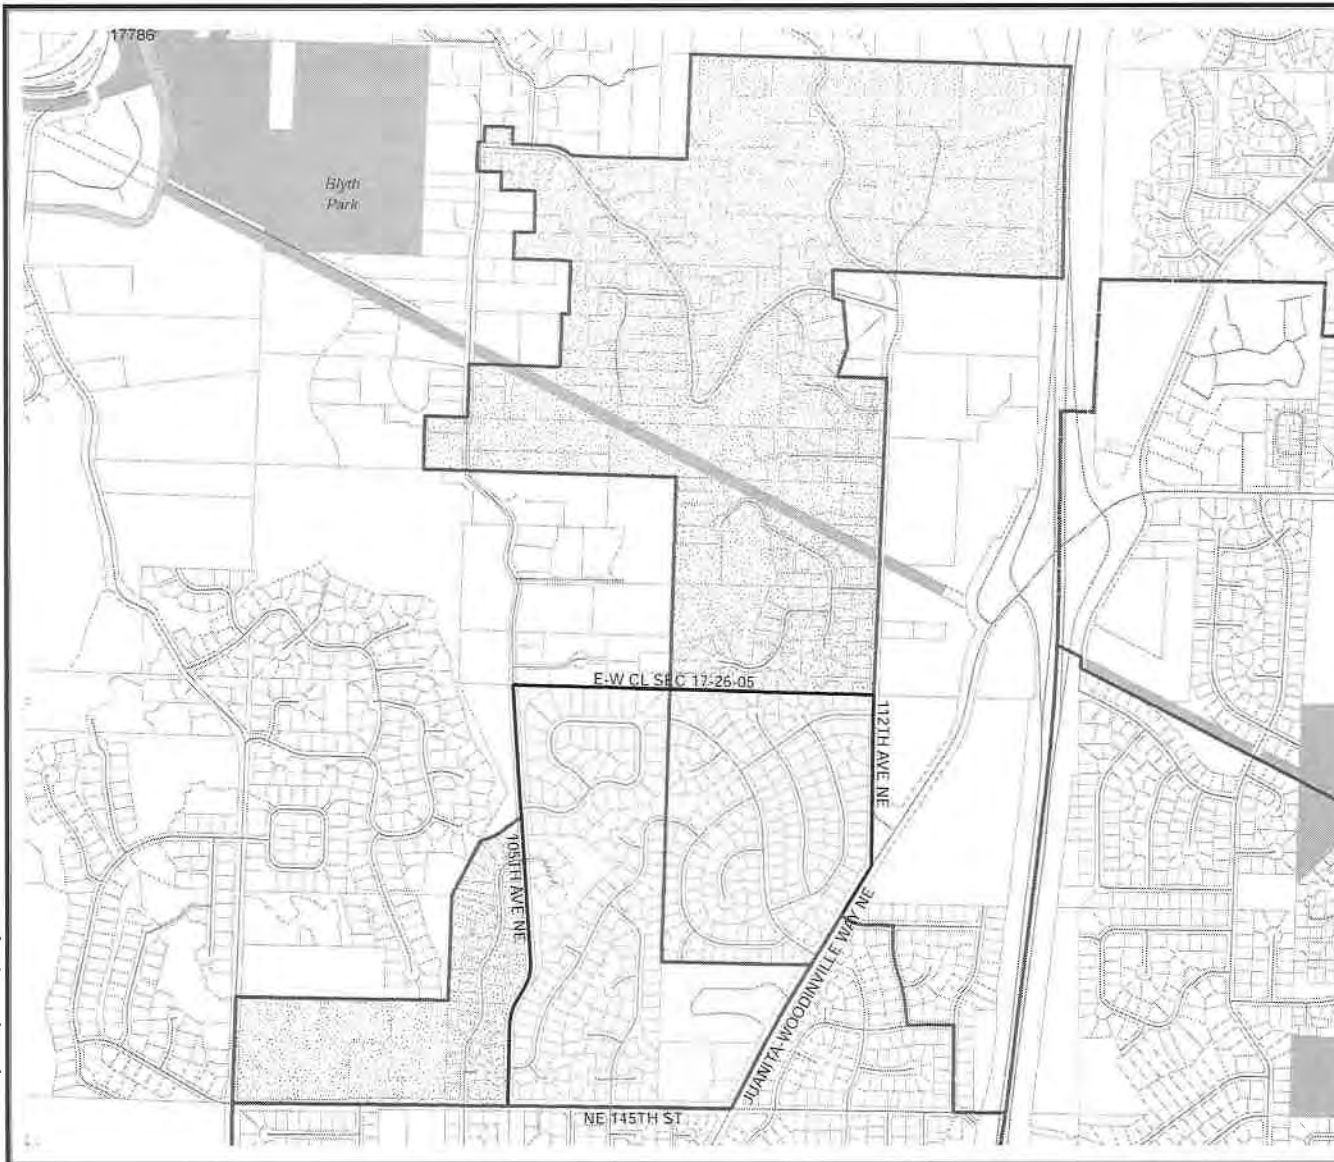 17786
Blyth
Park
E-W CL SEC 17-26-05
112TH AVE NE
105TH AVE NE
JUANITA-WOODINVILLE WAY NE
NE 145TH ST